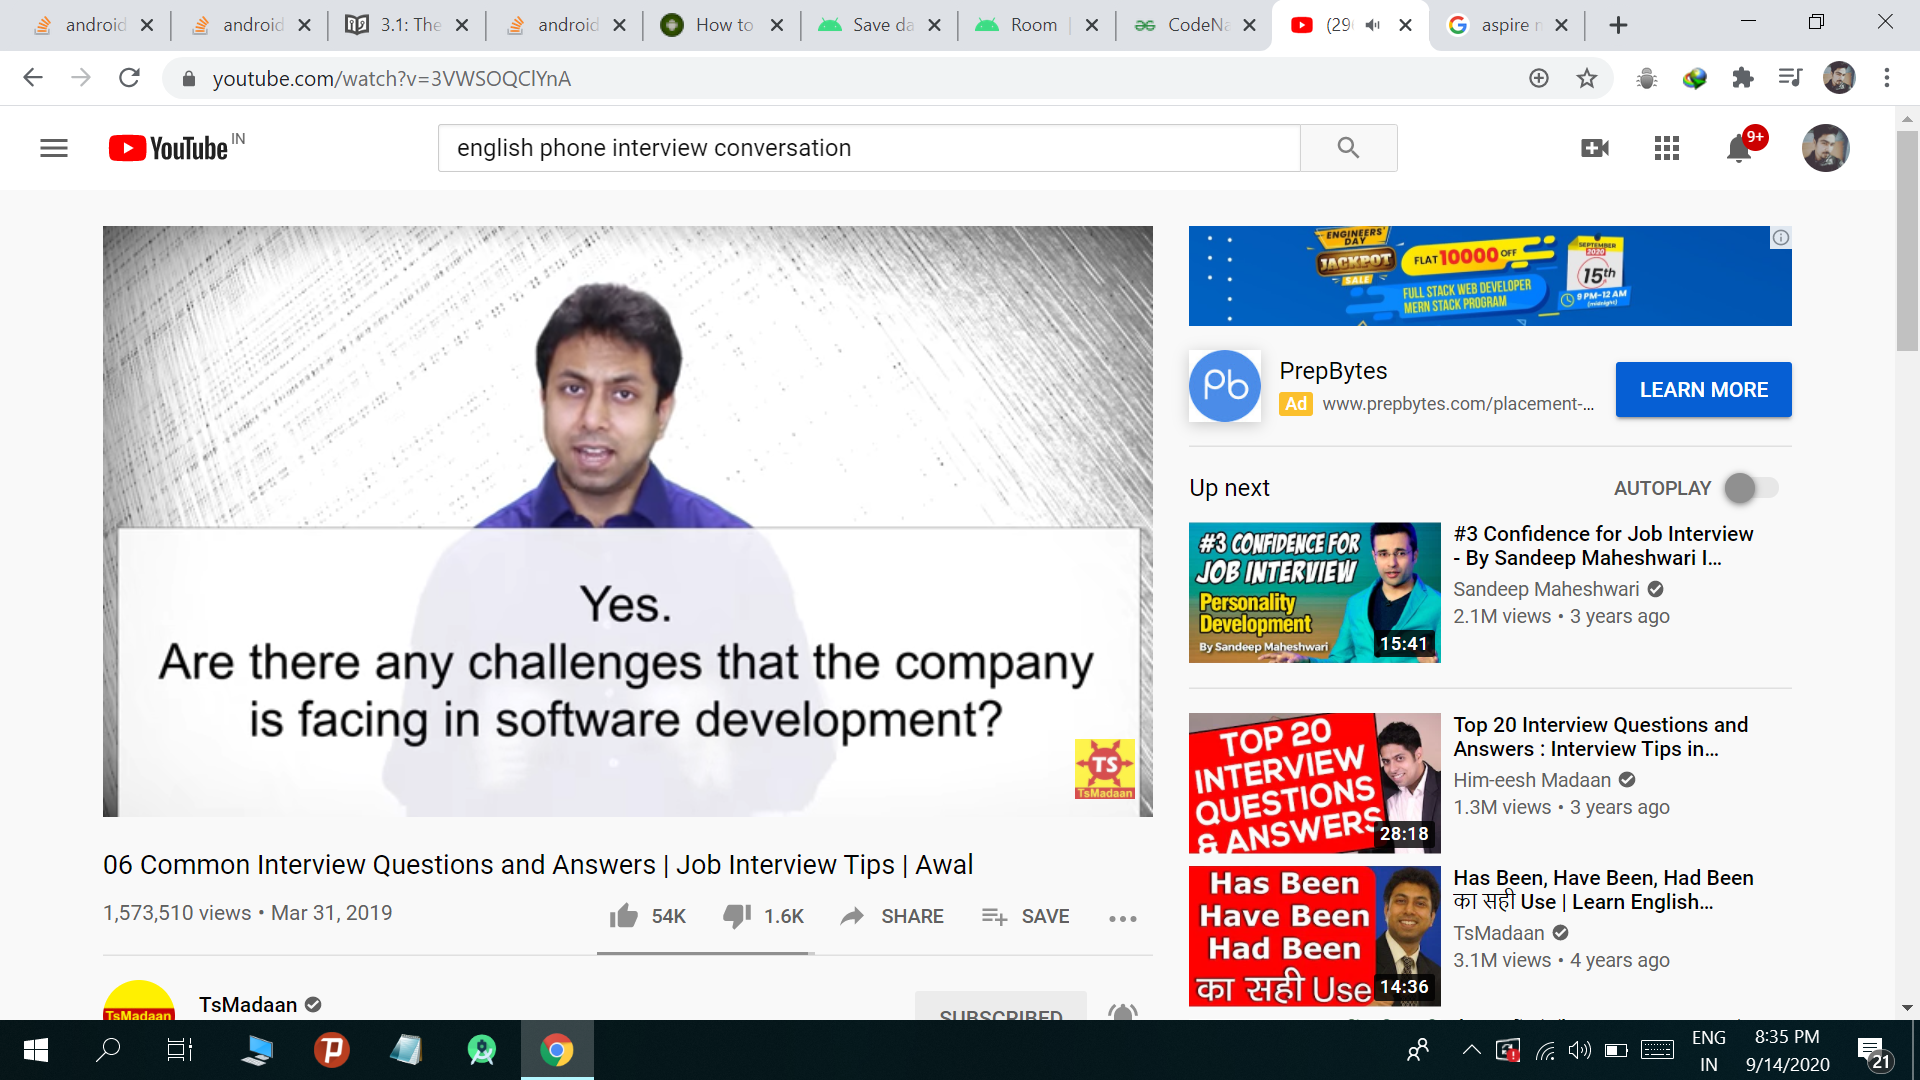 android
android
3.1: The
android
How to
Save da
Room
CodeNa
(29
aspire n
youtube.com/watch?v=3VWSOQClYnA
YouTube IN
english phone interview conversation
9+
ENGINEERS' DAY
JACKPOT
SALE
FLAT 10000 OFF
FULL STACK WEB DEVELOPER
MERN STACK PROGRAM
SEPTEMBER
2020
15th
9 PM-12 AM
(midnight)
Pb
PrepBytes
Ad www.prepbytes.com/placement-...
LEARN MORE
Yes.
Are there any challenges that the company
is facing in software development?
TS
TsMadaan
06 Common Interview Questions and Answers | Job Interview Tips | Awal
1,573,510 views • Mar 31, 2019
54K
1.6K
SHARE
SAVE
TsMadaan
TsMadaan
SUBSCRIBED
Up next
AUTOPLAY
#3 CONFIDENCE FOR
JOB INTERVIEW
Personality
Development
By Sandeep Maheshwari
15:41
#3 Confidence for Job Interview
- By Sandeep Maheshwari I...
Sandeep Maheshwari
2.1M views • 3 years ago
TOP 20
INTERVIEW
QUESTIONS
& ANSWERS
28:18
Top 20 Interview Questions and
Answers : Interview Tips in...
Him-eesh Madaan
1.3M views • 3 years ago
Has Been
Have Been
Had Been
का सही Use
14:36
Has Been, Have Been, Had Been
का सही Use | Learn English...
TsMadaan
3.1M views • 4 years ago
ENG
IN
8:35 PM
9/14/2020
21